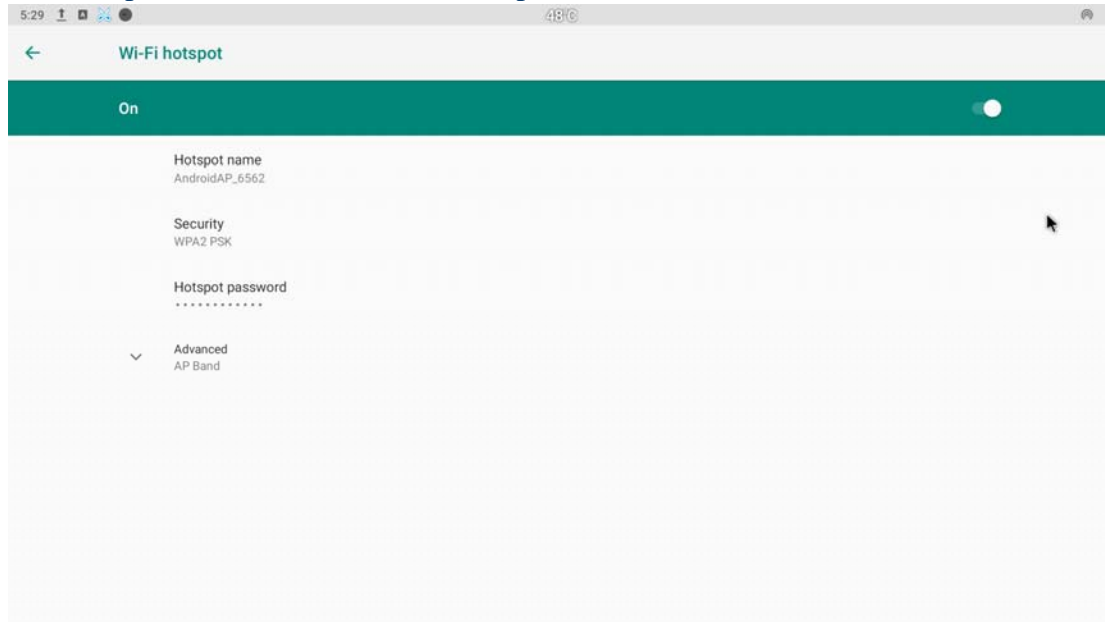 5:29
48°C
Wi-Fi hotspot
On
Hotspot name
AndroidAP_6562
Security
WPA2 PSK
Hotspot password
••••••••••••
Advanced
AP Band